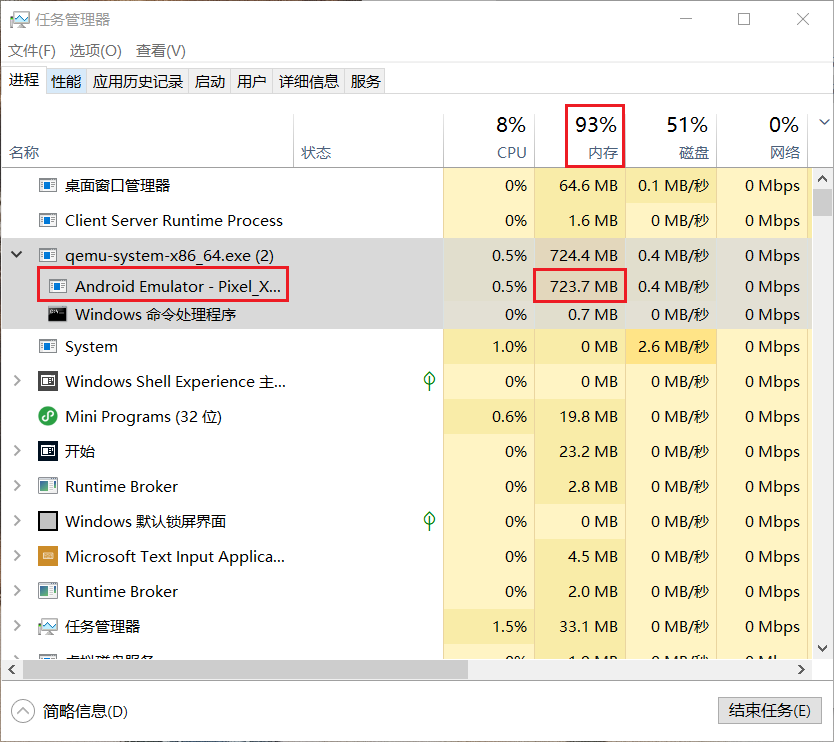 任务管理器
文件(F) 选项(O) 查看(V)
进程 性能 应用历史记录 启动 用户 详细信息 服务
8% 93% 51% 0%
名称 状态 CPU 内存 磁盘 网络
桌面窗口管理器 0% 64.6 MB 0.1 MB/秒 0 Mbps
Client Server Runtime Process 0% 1.6 MB 0 MB/秒 0 Mbps
qemu-system-x86_64.exe (2) 0.5% 724.4 MB 0.4 MB/秒 0 Mbps
Android Emulator - Pixel_X... 0.5% 723.7 MB 0.4 MB/秒 0 Mbps
Windows 命令处理程序 0% 0.7 MB 0 MB/秒 0 Mbps
System 1.0% 0 MB 2.6 MB/秒 0 Mbps
Windows Shell Experience 主... 0% 0 MB 0 MB/秒 0 Mbps
Mini Programs (32 位) 0.6% 19.8 MB 0 MB/秒 0 Mbps
开始 0% 23.2 MB 0 MB/秒 0 Mbps
Runtime Broker 0% 2.8 MB 0 MB/秒 0 Mbps
Windows 默认锁屏界面 0% 0 MB 0 MB/秒 0 Mbps
Microsoft Text Input Applica... 0% 4.5 MB 0 MB/秒 0 Mbps
Runtime Broker 0% 2.0 MB 0 MB/秒 0 Mbps
任务管理器 1.5% 33.1 MB 0 MB/秒 0 Mbps
简略信息(D) 结束任务(E)